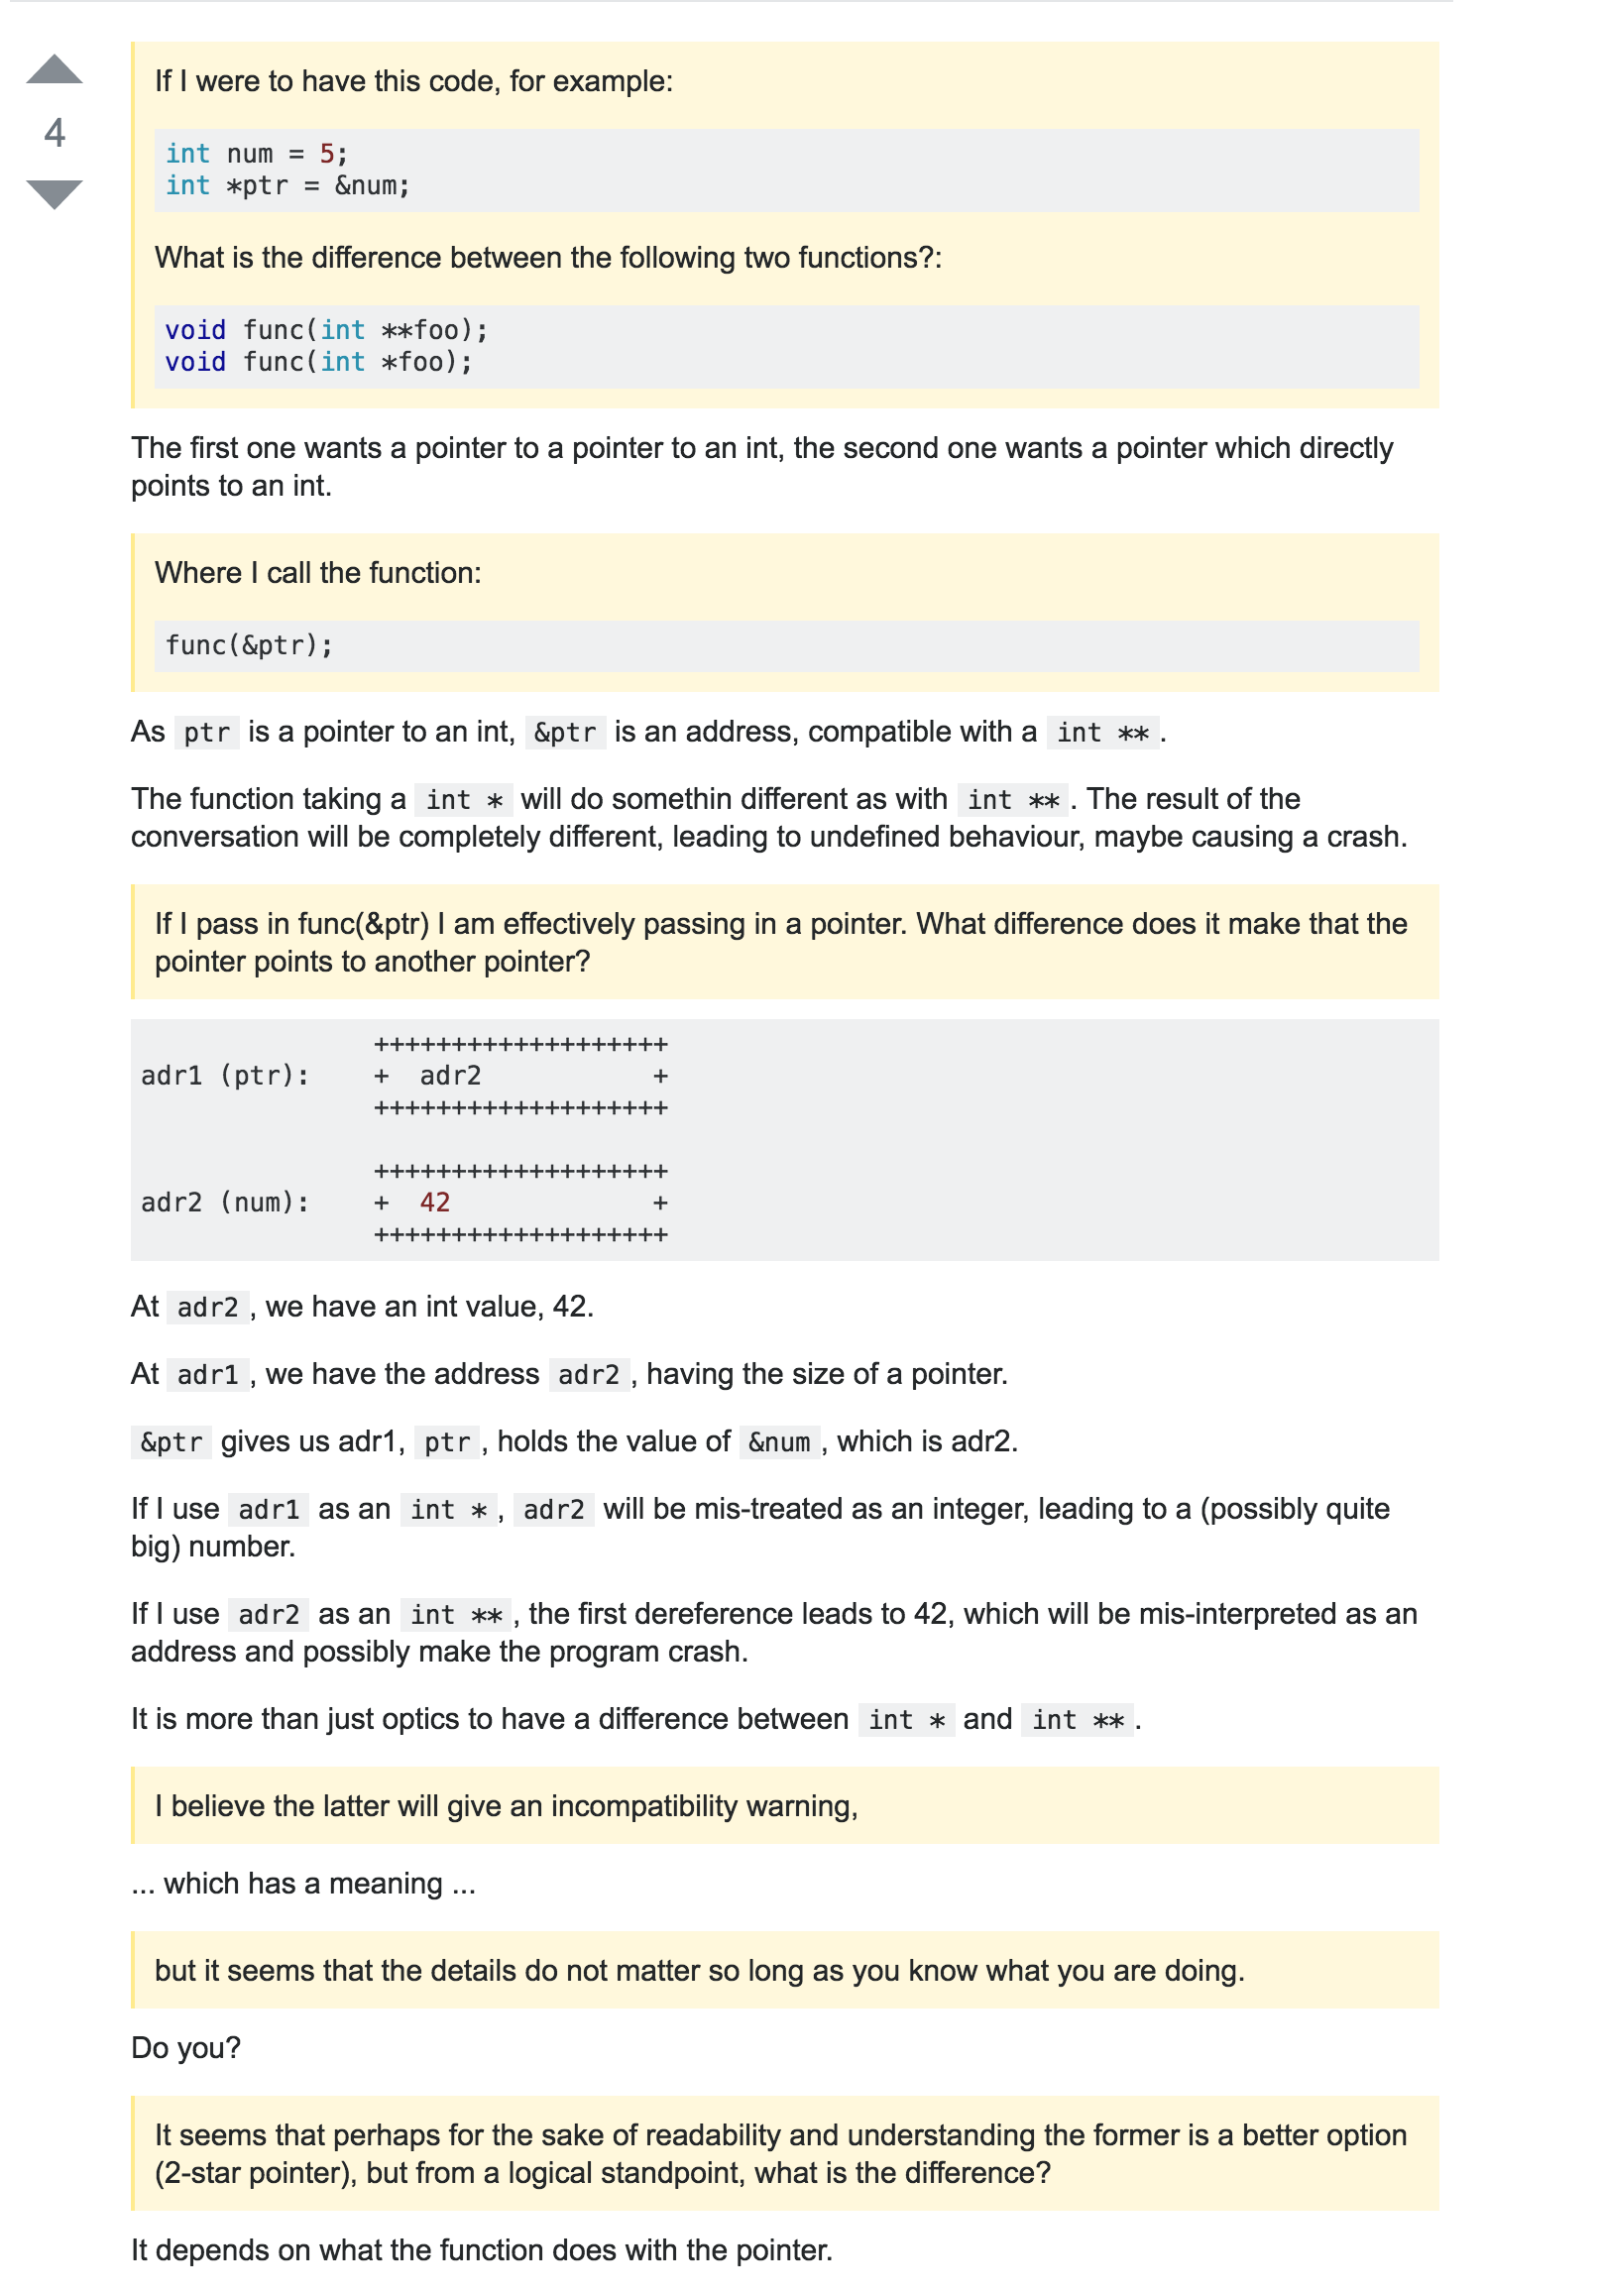 If I were to have this code, for example:
int num = 5;
int *ptr = &num;
4
What is the difference between the following two functions?:
void func(int **foo);
void func(int *foo);
The first one wants a pointer to a pointer to an int, the second one wants a pointer which directly
points to an int.
Where I call the function:
func(&ptr);
As ptr is a pointer to an int, &ptr is an address, compatible with a int **.
The function taking a int * will do somethin different as with int **. The result of the
conversation will be completely different, leading to undefined behaviour, maybe causing a crash.
If I pass in func(&ptr) I am effectively passing in a pointer. What difference does it make that the
pointer points to another pointer?
+++++++++++++++++++
adr1 (ptr):    +  adr2           +
+++++++++++++++++++
+++++++++++++++++++
adr2 (num):    +  42             +
+++++++++++++++++++
At adr2, we have an int value, 42.
At adr1, we have the address adr2, having the size of a pointer.
&ptr gives us adr1, ptr, holds the value of &num, which is adr2.
If I use adr1 as an int *, adr2 will be mis-treated as an integer, leading to a (possibly quite
big) number.
If I use adr2 as an int **, the first dereference leads to 42, which will be mis-interpreted as an
address and possibly make the program crash.
It is more than just optics to have a difference between int * and int **.
I believe the latter will give an incompatibility warning,
... which has a meaning ...
but it seems that the details do not matter so long as you know what you are doing.
Do you?
It seems that perhaps for the sake of readability and understanding the former is a better option
(2-star pointer), but from a logical standpoint, what is the difference?
It depends on what the function does with the pointer.